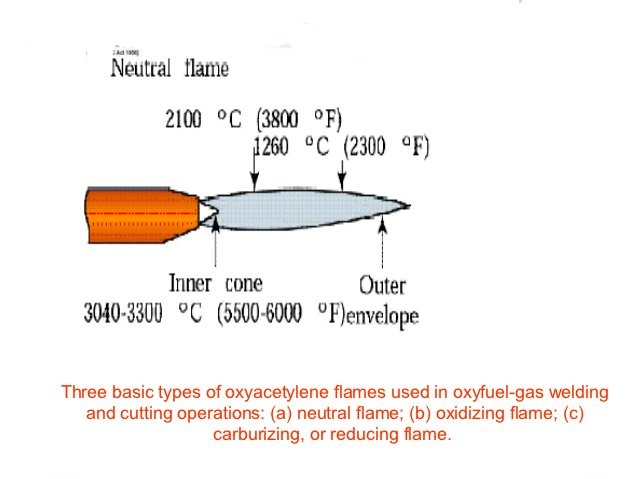 Neutral flame
2100 °C (3800 °F)
1260 °C (2300 °F)
Inner cone
3040-3300 °C (5500-6000 °F)
Outer
envelope
Three basic types of oxyacetylene flames used in oxyfuel-gas welding
and cutting operations: (a) neutral flame; (b) oxidizing flame; (c)
carburizing, or reducing flame.